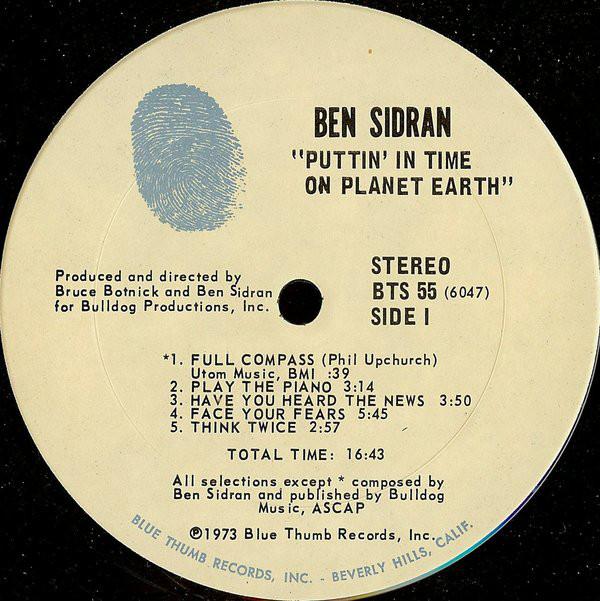 BEN SIDRAN
"PUTTIN' IN TIME
ON PLANET EARTH"
Produced and directed by
Bruce Botnick and Ben Sidran
for Bulldog Productions, Inc.
STEREO
BTS 55 (6047)
SIDE I
*1. FULL COMPASS (Phil Upchurch)
Utom Music, BMI :39
2. PLAY THE PIANO 3:14
3. HAVE YOU HEARD THE NEWS 3:50
4. FACE YOUR FEARS 5:45
5. THINK TWICE 2:57
TOTAL TIME: 16:43
All selections except * composed by
Ben Sidran and published by Bulldog
Music, ASCAP
℗1973 Blue Thumb Records, Inc.
BLUE THUMB RECORDS, INC. - BEVERLY HILLS, CALIF.